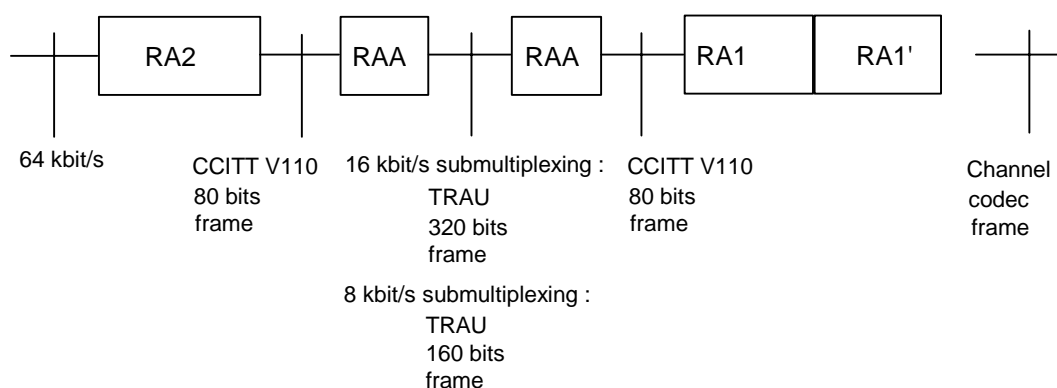 RA2
RAA
RAA
RA1
RA1'
64 kbit/s
CCITT V110
80 bits
frame
16 kbit/s submultiplexing :
TRAU
320 bits
frame
8 kbit/s submultiplexing :
TRAU
160 bits
frame
CCITT V110
80 bits
frame
Channel
codec
frame